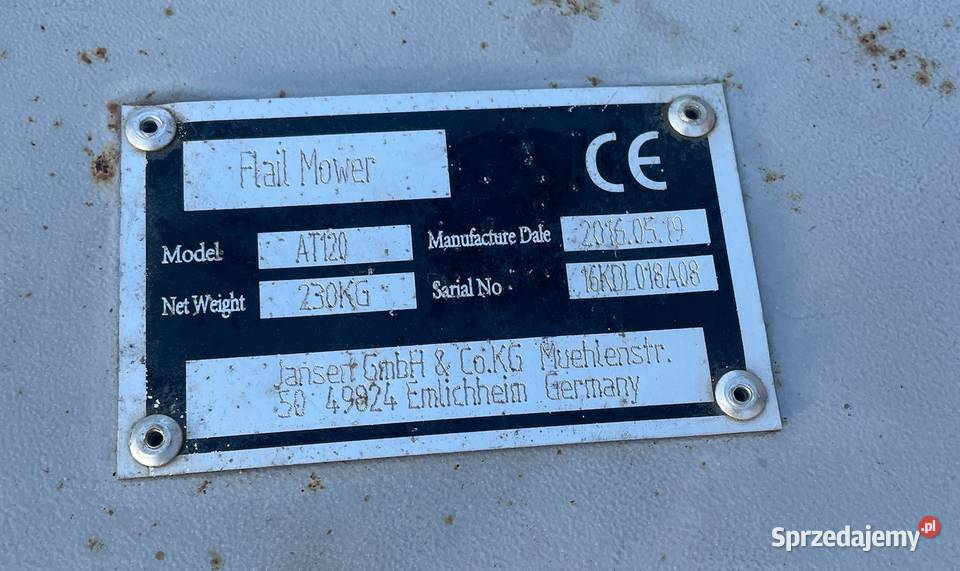 Flail Mower
CE
Model AT120 Manufacture Dale 2016.05.19
Net Weight 230KG Sarial No 16KDL018A08
Jansen GmbH & Co.KG Muehlenstr.
50 49824 Emlichheim Germany
Sprzedajemy.pl